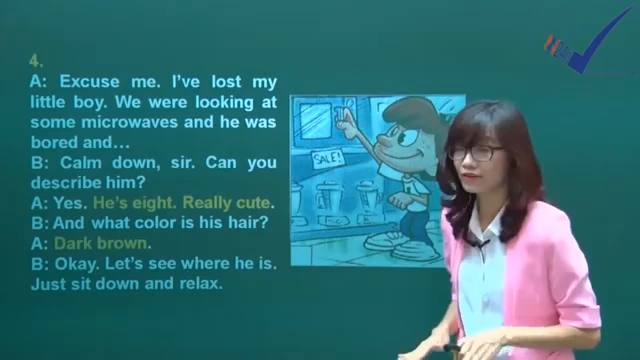 4.
A: Excuse me. I've lost my
little boy. We were looking at
some microwaves and he was
bored and…
B: Calm down, sir. Can you
describe him?
A: Yes. He's eight. Really cute.
B: And what color is his hair?
A: Dark brown.
B: Okay. Let's see where he is.
Just sit down and relax.
SALE!